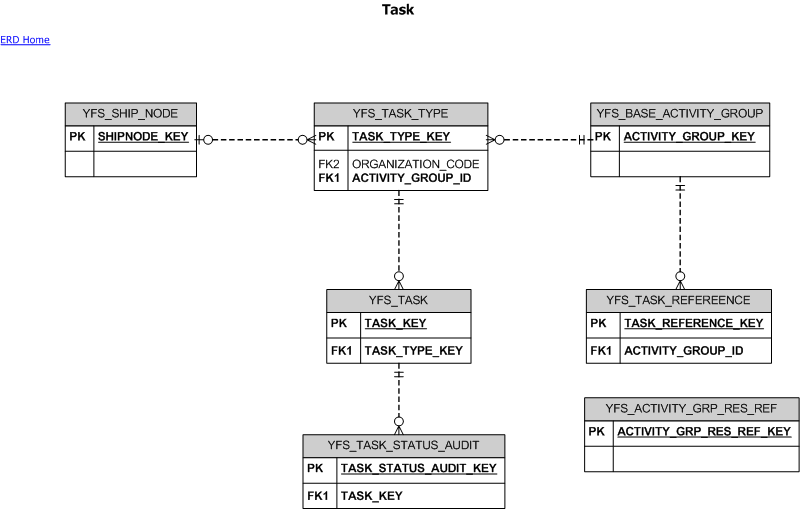 Task
ERD Home
YFS_SHIP_NODE
PK SHIPNODE_KEY
YFS_TASK_TYPE
PK TASK_TYPE_KEY
FK2 ORGANIZATION_CODE
FK1 ACTIVITY_GROUP_ID
YFS_BASE_ACTIVITY_GROUP
PK ACTIVITY_GROUP_KEY
YFS_TASK
PK TASK_KEY
FK1 TASK_TYPE_KEY
YFS_TASK_REFEREENCE
PK TASK_REFERENCE_KEY
FK1 ACTIVITY_GROUP_ID
YFS_ACTIVITY_GRP_RES_REF
PK ACTIVITY_GRP_RES_REF_KEY
YFS_TASK_STATUS_AUDIT
PK TASK_STATUS_AUDIT_KEY
FK1 TASK_KEY